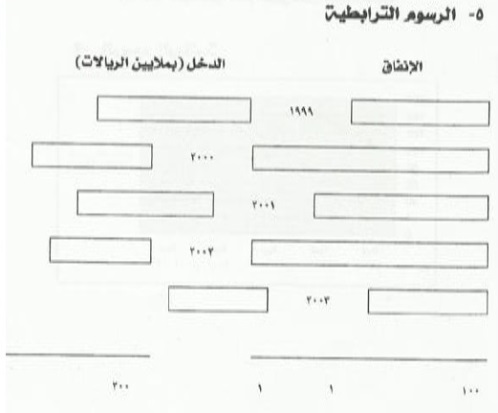 ٥- الرسوم الترابطية
الإنفاق الدخل (بملايين الريالات)
١٩٩٩
٢٠٠٠
٢٠٠١
٢٠٠٢
٢٠٠٣
١٠٠ ١ ١ ٢٠٠